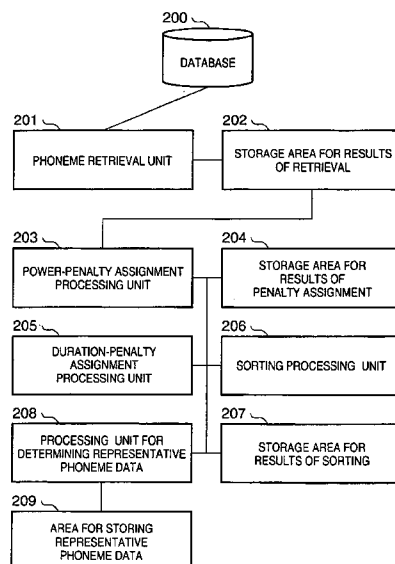 200
DATABASE
201
PHONEME RETRIEVAL UNIT
202
STORAGE AREA FOR RESULTS
OF RETRIEVAL
203
POWER-PENALTY ASSIGNMENT
PROCESSING UNIT
204
STORAGE AREA FOR
RESULTS OF
PENALTY ASSIGNMENT
205
DURATION-PENALTY
ASSIGNMENT
PROCESSING UNIT
206
SORTING PROCESSING UNIT
208
PROCESSING UNIT FOR
DETERMINING REPRESENTATIVE
PHONEME DATA
207
STORAGE AREA FOR
RESULTS OF SORTING
209
AREA FOR STORING
REPRESENTATIVE
PHONEME DATA